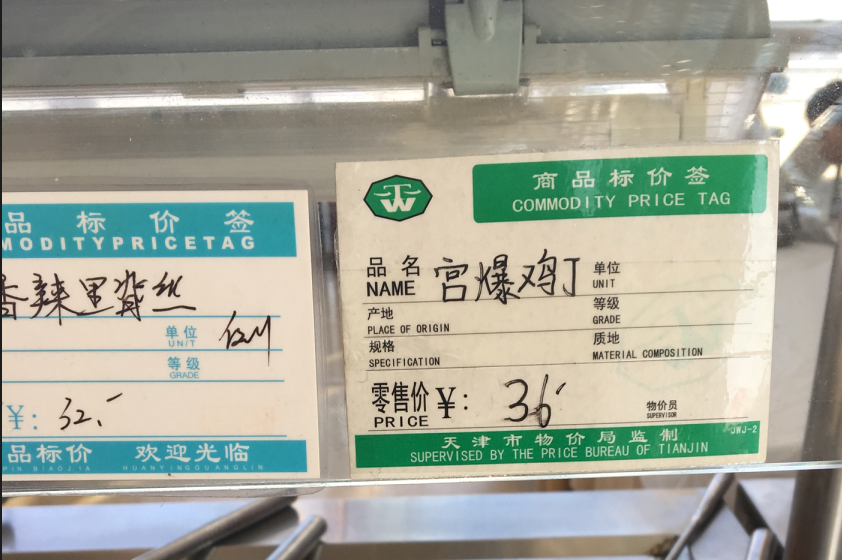 品标价签
MODITYPRICETAG
香辣里脊丝
单位
UNIT
等级
GRADE
¥: 32.-
品标价 欢迎光临
PIN BIAOJIA HUANYINGGUANGLIN
TW
商品标价签
COMMODITY PRICE TAG
品名 宫爆鸡丁 单位
NAME UNIT
产地 等级
PLACE OF ORIGIN GRADE
规格 质地
SPECIFICATION MATERIAL COMPOSITION
零售价 ¥: 36 物价员
PRICE SUPERVISOR
天津市物价局监制 JWJ-2
SUPERVISED BY THE PRICE BUREAU OF TIANJIN